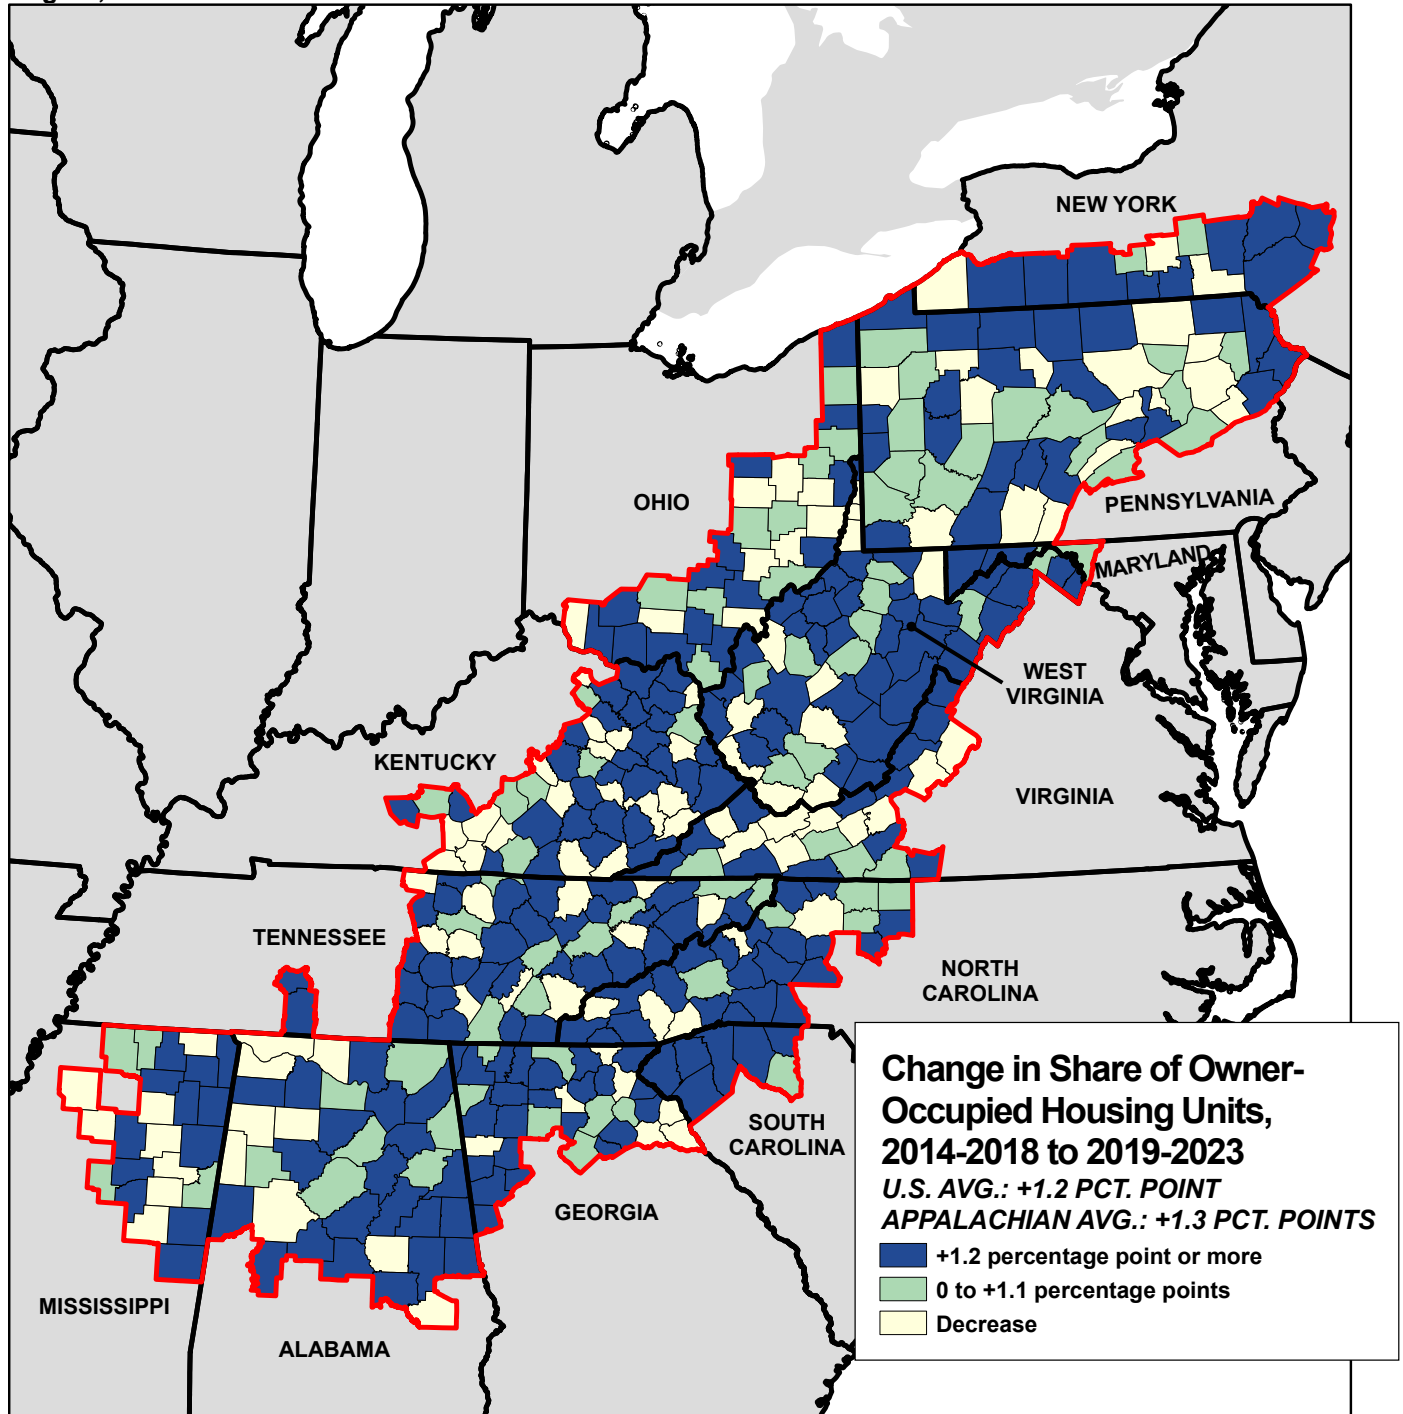 NEW YORK
OHIO
PENNSYLVANIA
MARYLAND
WEST
VIRGINIA
KENTUCKY
VIRGINIA
TENNESSEE
NORTH
CAROLINA
SOUTH
CAROLINA
GEORGIA
MISSISSIPPI
ALABAMA
Change in Share of Owner-
Occupied Housing Units,
2014-2018 to 2019-2023
U.S. AVG.: +1.2 PCT. POINT
APPALACHIAN AVG.: +1.3 PCT. POINTS
+1.2 percentage point or more
0 to +1.1 percentage points
Decrease